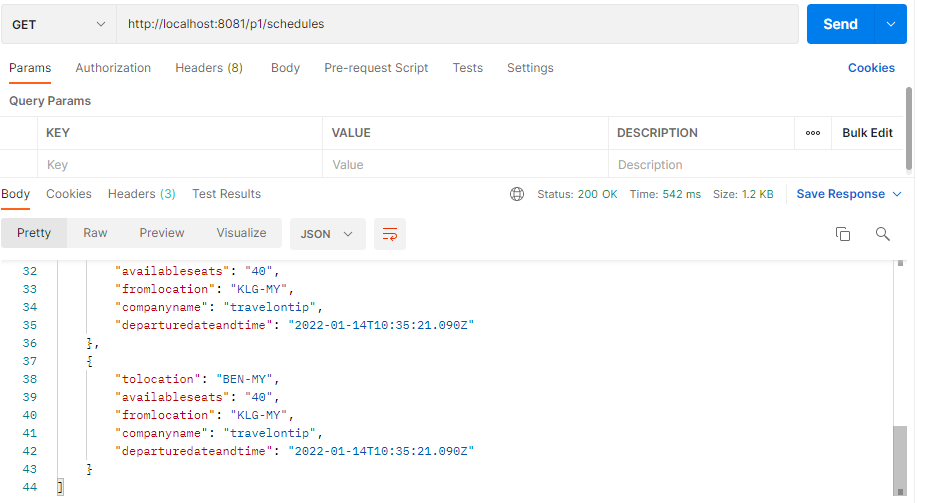 GET http://localhost:8081/p1/schedules Send
Params Authorization Headers (8) Body Pre-request Script Tests Settings Cookies
Query Params
KEY VALUE DESCRIPTION ooo Bulk Edit
Key Value Description
Body Cookies Headers (3) Test Results Status: 200 OK Time: 542 ms Size: 1.2 KB Save Response
Pretty Raw Preview Visualize JSON
32 "availableseats": "40",
33 "fromlocation": "KLG-MY",
34 "companyname": "travelontip",
35 "departuredateandtime": "2022-01-14T10:35:21.090Z"
36 },
37 {
38 "tolocation": "BEN-MY",
39 "availableseats": "40",
40 "fromlocation": "KLG-MY",
41 "companyname": "travelontip",
42 "departuredateandtime": "2022-01-14T10:35:21.090Z"
43 }
44 ]